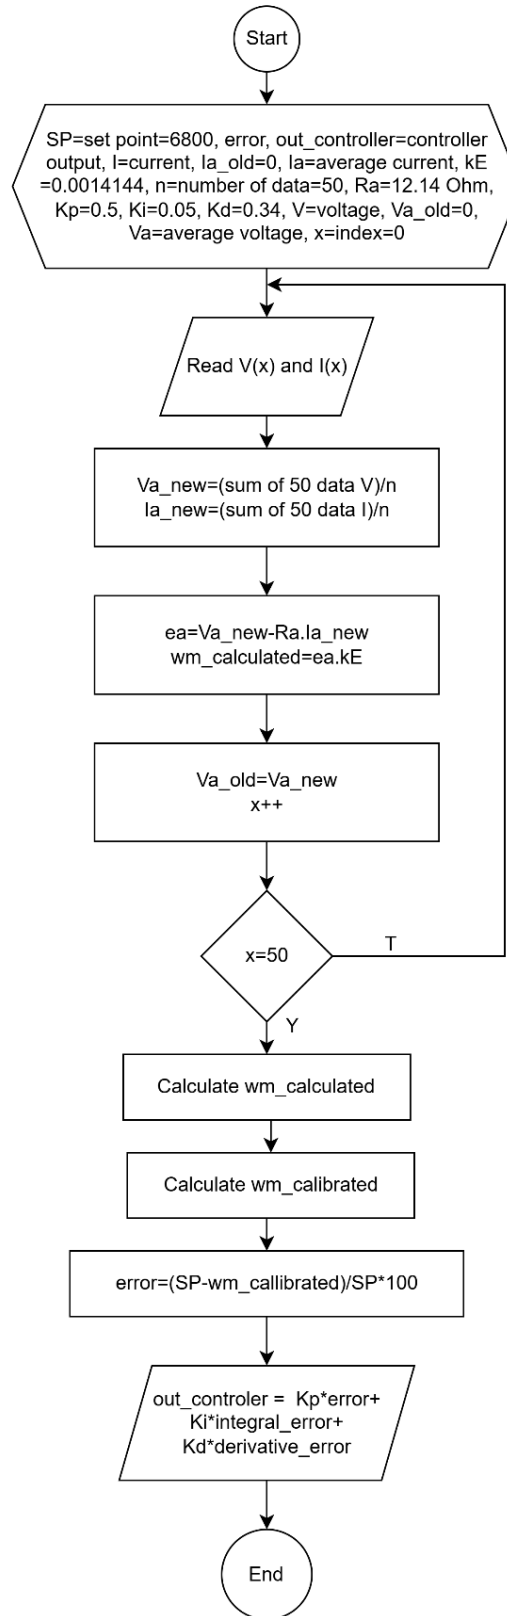 Start
SP=set point=6800, error, out_controller=controller
output, I=current, Ia_old=0, Ia=average current, kE
=0.0014144, n=number of data=50, Ra=12.14 Ohm,
Kp=0.5, Ki=0.05, Kd=0.34, V=voltage, Va_old=0,
Va=average voltage, x=index=0
Read V(x) and I(x)
Va_new=(sum of 50 data V)/n
Ia_new=(sum of 50 data I)/n
ea=Va_new-Ra.Ia_new
wm_calculated=ea.kE
Va_old=Va_new
x++
x=50
T
Y
Calculate wm_calculated
Calculate wm_calibrated
error=(SP-wm_callibrated)/SP*100
out_controler = Kp*error+
Ki*integral_error+
Kd*derivative_error
End